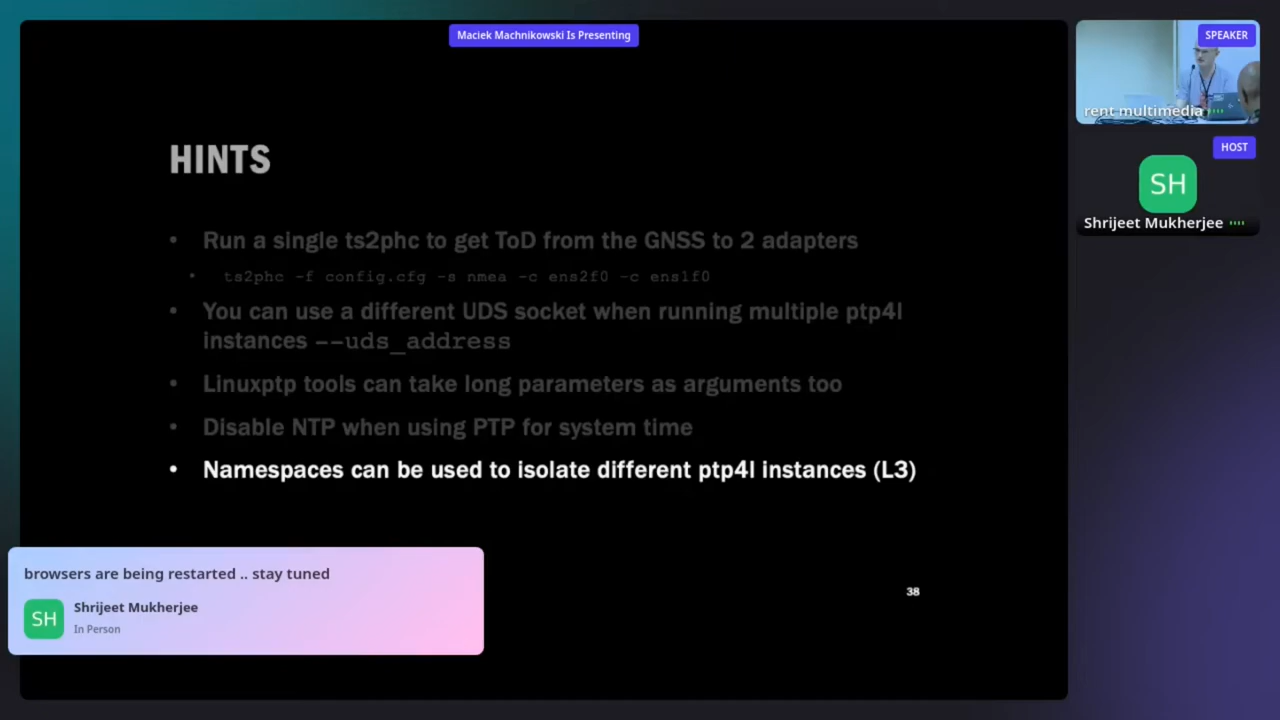 Maciek Machnikowski Is Presenting
SPEAKER
rent multimedia
HOST
SH
Shrijeet Mukherjee
HINTS
• Run a single ts2phc to get ToD from the GNSS to 2 adapters
• ts2phc -f config.cfg -s nmea -c ens2f0 -c ens1f0
• You can use a different UDS socket when running multiple ptp4l
instances --uds_address
• Linuxptp tools can take long parameters as arguments too
• Disable NTP when using PTP for system time
• Namespaces can be used to isolate different ptp4l instances (L3)
38
browsers are being restarted .. stay tuned
SH
Shrijeet Mukherjee
In Person